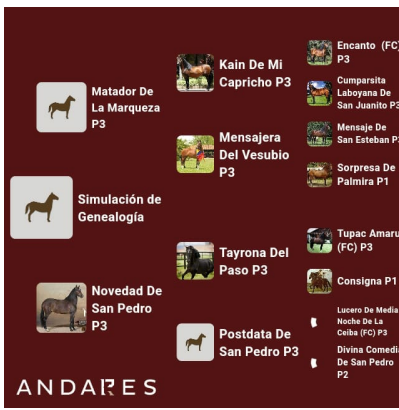 Matador De
La Marqueza
P3
Simulación de
Genealogía
Novedad De
San Pedro
P3
Kain De Mi
Capricho P3
Mensajera
Del Vesubio
P3
Tayrona Del
Paso P3
Postdata De
San Pedro P3
Encanto (FC)
P3
Cumparsita
Laboyana De
San Juanito P3
Mensaje De
San Esteban P3
Sorpresa De
Palmira P1
Tupac Amaru
(FC) P3
Consigna P1
Lucero De Media
Noche De La
Ceiba (FC) P3
Divina Comedia
De San Pedro
P2
ANDARES